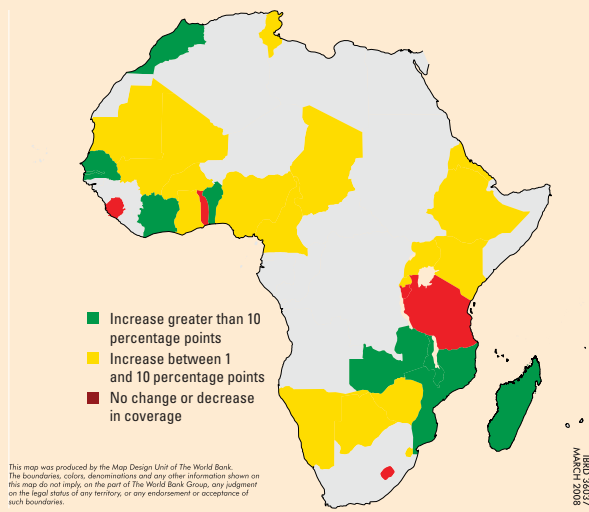 Increase greater than 10
percentage points
Increase between 1
and 10 percentage points
No change or decrease
in coverage
This map was produced by the Map Design Unit of The World Bank.
The boundaries, colors, denominations and any other information shown on
this map do not imply, on the part of The World Bank Group, any judgment
on the legal status of any territory, or any endorsement or acceptance of
such boundaries.
IBRD 36037
MARCH 2008